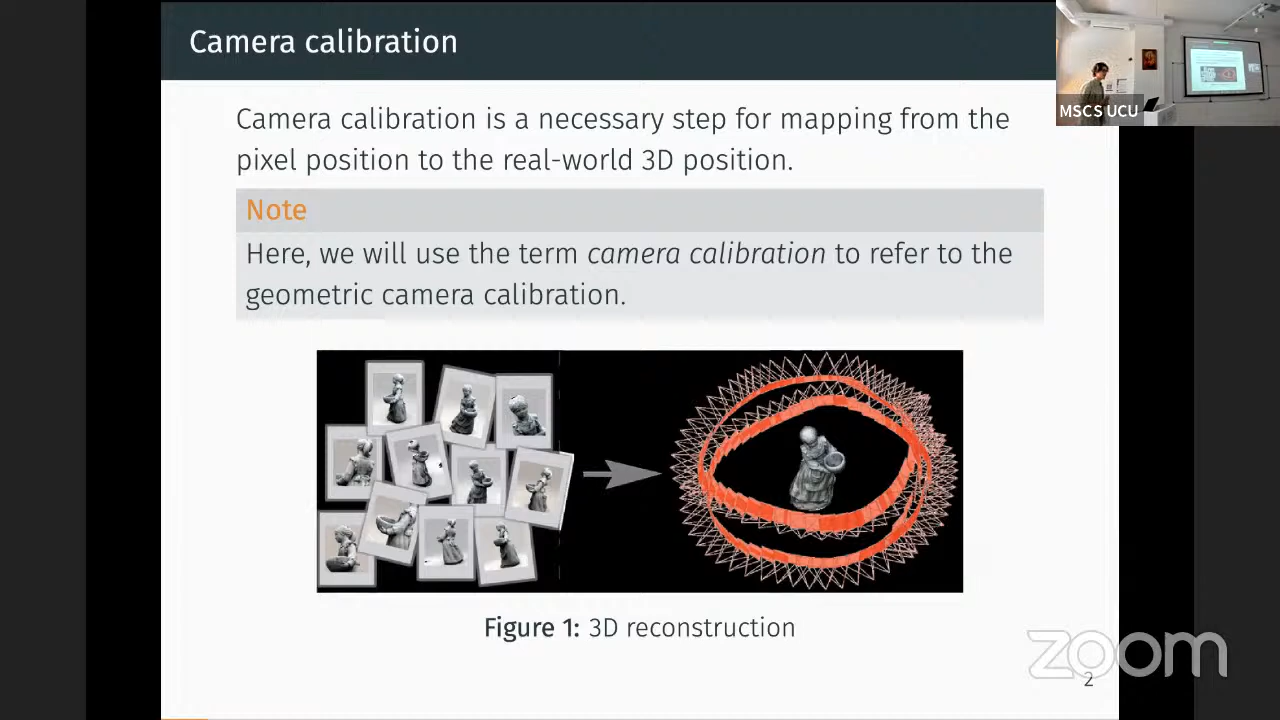 Camera calibration
MSCS UCU
Camera calibration is a necessary step for mapping from the
pixel position to the real-world 3D position.
Note
Here, we will use the term camera calibration to refer to the
geometric camera calibration.
Figure 1: 3D reconstruction
zoom
2